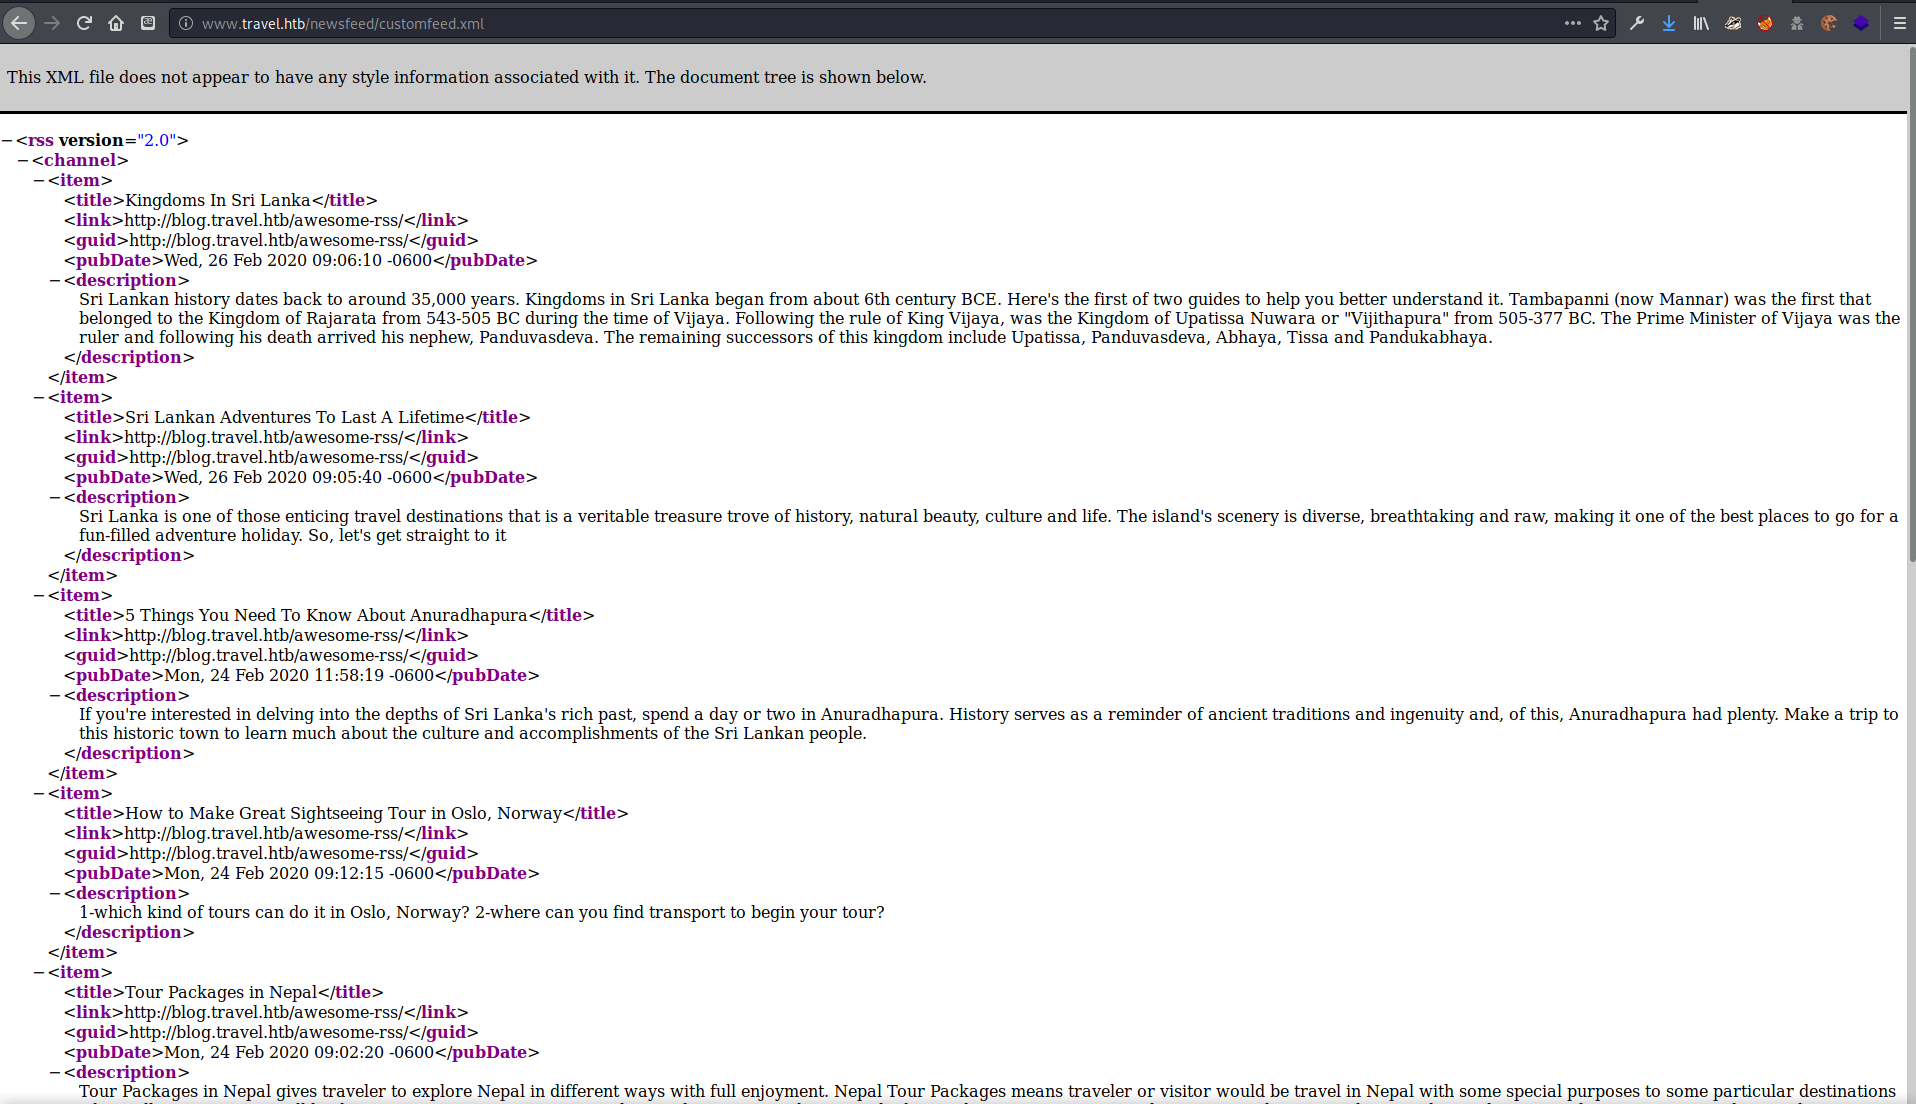 www.travel.htb/newsfeed/customfeed.xml
This XML file does not appear to have any style information associated with it. The document tree is shown below.
−<rss version="2.0">
−<channel>
−<item>
<title>Kingdoms In Sri Lanka</title>
<link>http://blog.travel.htb/awesome-rss/</link>
<guid>http://blog.travel.htb/awesome-rss/</guid>
<pubDate>Wed, 26 Feb 2020 09:06:10 -0600</pubDate>
−<description>
Sri Lankan history dates back to around 35,000 years. Kingdoms in Sri Lanka began from about 6th century BCE. Here's the first of two guides to help you better understand it. Tambapanni (now Mannar) was the first that
belonged to the Kingdom of Rajarata from 543-505 BC during the time of Vijaya. Following the rule of King Vijaya, was the Kingdom of Upatissa Nuwara or "Vijithapura" from 505-377 BC. The Prime Minister of Vijaya was the
ruler and following his death arrived his nephew, Panduvasdeva. The remaining successors of this kingdom include Upatissa, Panduvasdeva, Abhaya, Tissa and Pandukabhaya.
</description>
</item>
−<item>
<title>Sri Lankan Adventures To Last A Lifetime</title>
<link>http://blog.travel.htb/awesome-rss/</link>
<guid>http://blog.travel.htb/awesome-rss/</guid>
<pubDate>Wed, 26 Feb 2020 09:05:40 -0600</pubDate>
−<description>
Sri Lanka is one of those enticing travel destinations that is a veritable treasure trove of history, natural beauty, culture and life. The island's scenery is diverse, breathtaking and raw, making it one of the best places to go for a
fun-filled adventure holiday. So, let's get straight to it
</description>
</item>
−<item>
<title>5 Things You Need To Know About Anuradhapura</title>
<link>http://blog.travel.htb/awesome-rss/</link>
<guid>http://blog.travel.htb/awesome-rss/</guid>
<pubDate>Mon, 24 Feb 2020 11:58:19 -0600</pubDate>
−<description>
If you're interested in delving into the depths of Sri Lanka's rich past, spend a day or two in Anuradhapura. History serves as a reminder of ancient traditions and ingenuity and, of this, Anuradhapura had plenty. Make a trip to
this historic town to learn much about the culture and accomplishments of the Sri Lankan people.
</description>
</item>
−<item>
<title>How to Make Great Sightseeing Tour in Oslo, Norway</title>
<link>http://blog.travel.htb/awesome-rss/</link>
<guid>http://blog.travel.htb/awesome-rss/</guid>
<pubDate>Mon, 24 Feb 2020 09:12:15 -0600</pubDate>
−<description>
1-which kind of tours can do it in Oslo, Norway? 2-where can you find transport to begin your tour?
</description>
</item>
−<item>
<title>Tour Packages in Nepal</title>
<link>http://blog.travel.htb/awesome-rss/</link>
<guid>http://blog.travel.htb/awesome-rss/</guid>
<pubDate>Mon, 24 Feb 2020 09:02:20 -0600</pubDate>
−<description>
Tour Packages in Nepal gives traveler to explore Nepal in different ways with full enjoyment. Nepal Tour Packages means traveler or visitor would be travel in Nepal with some special purposes to some particular destinations